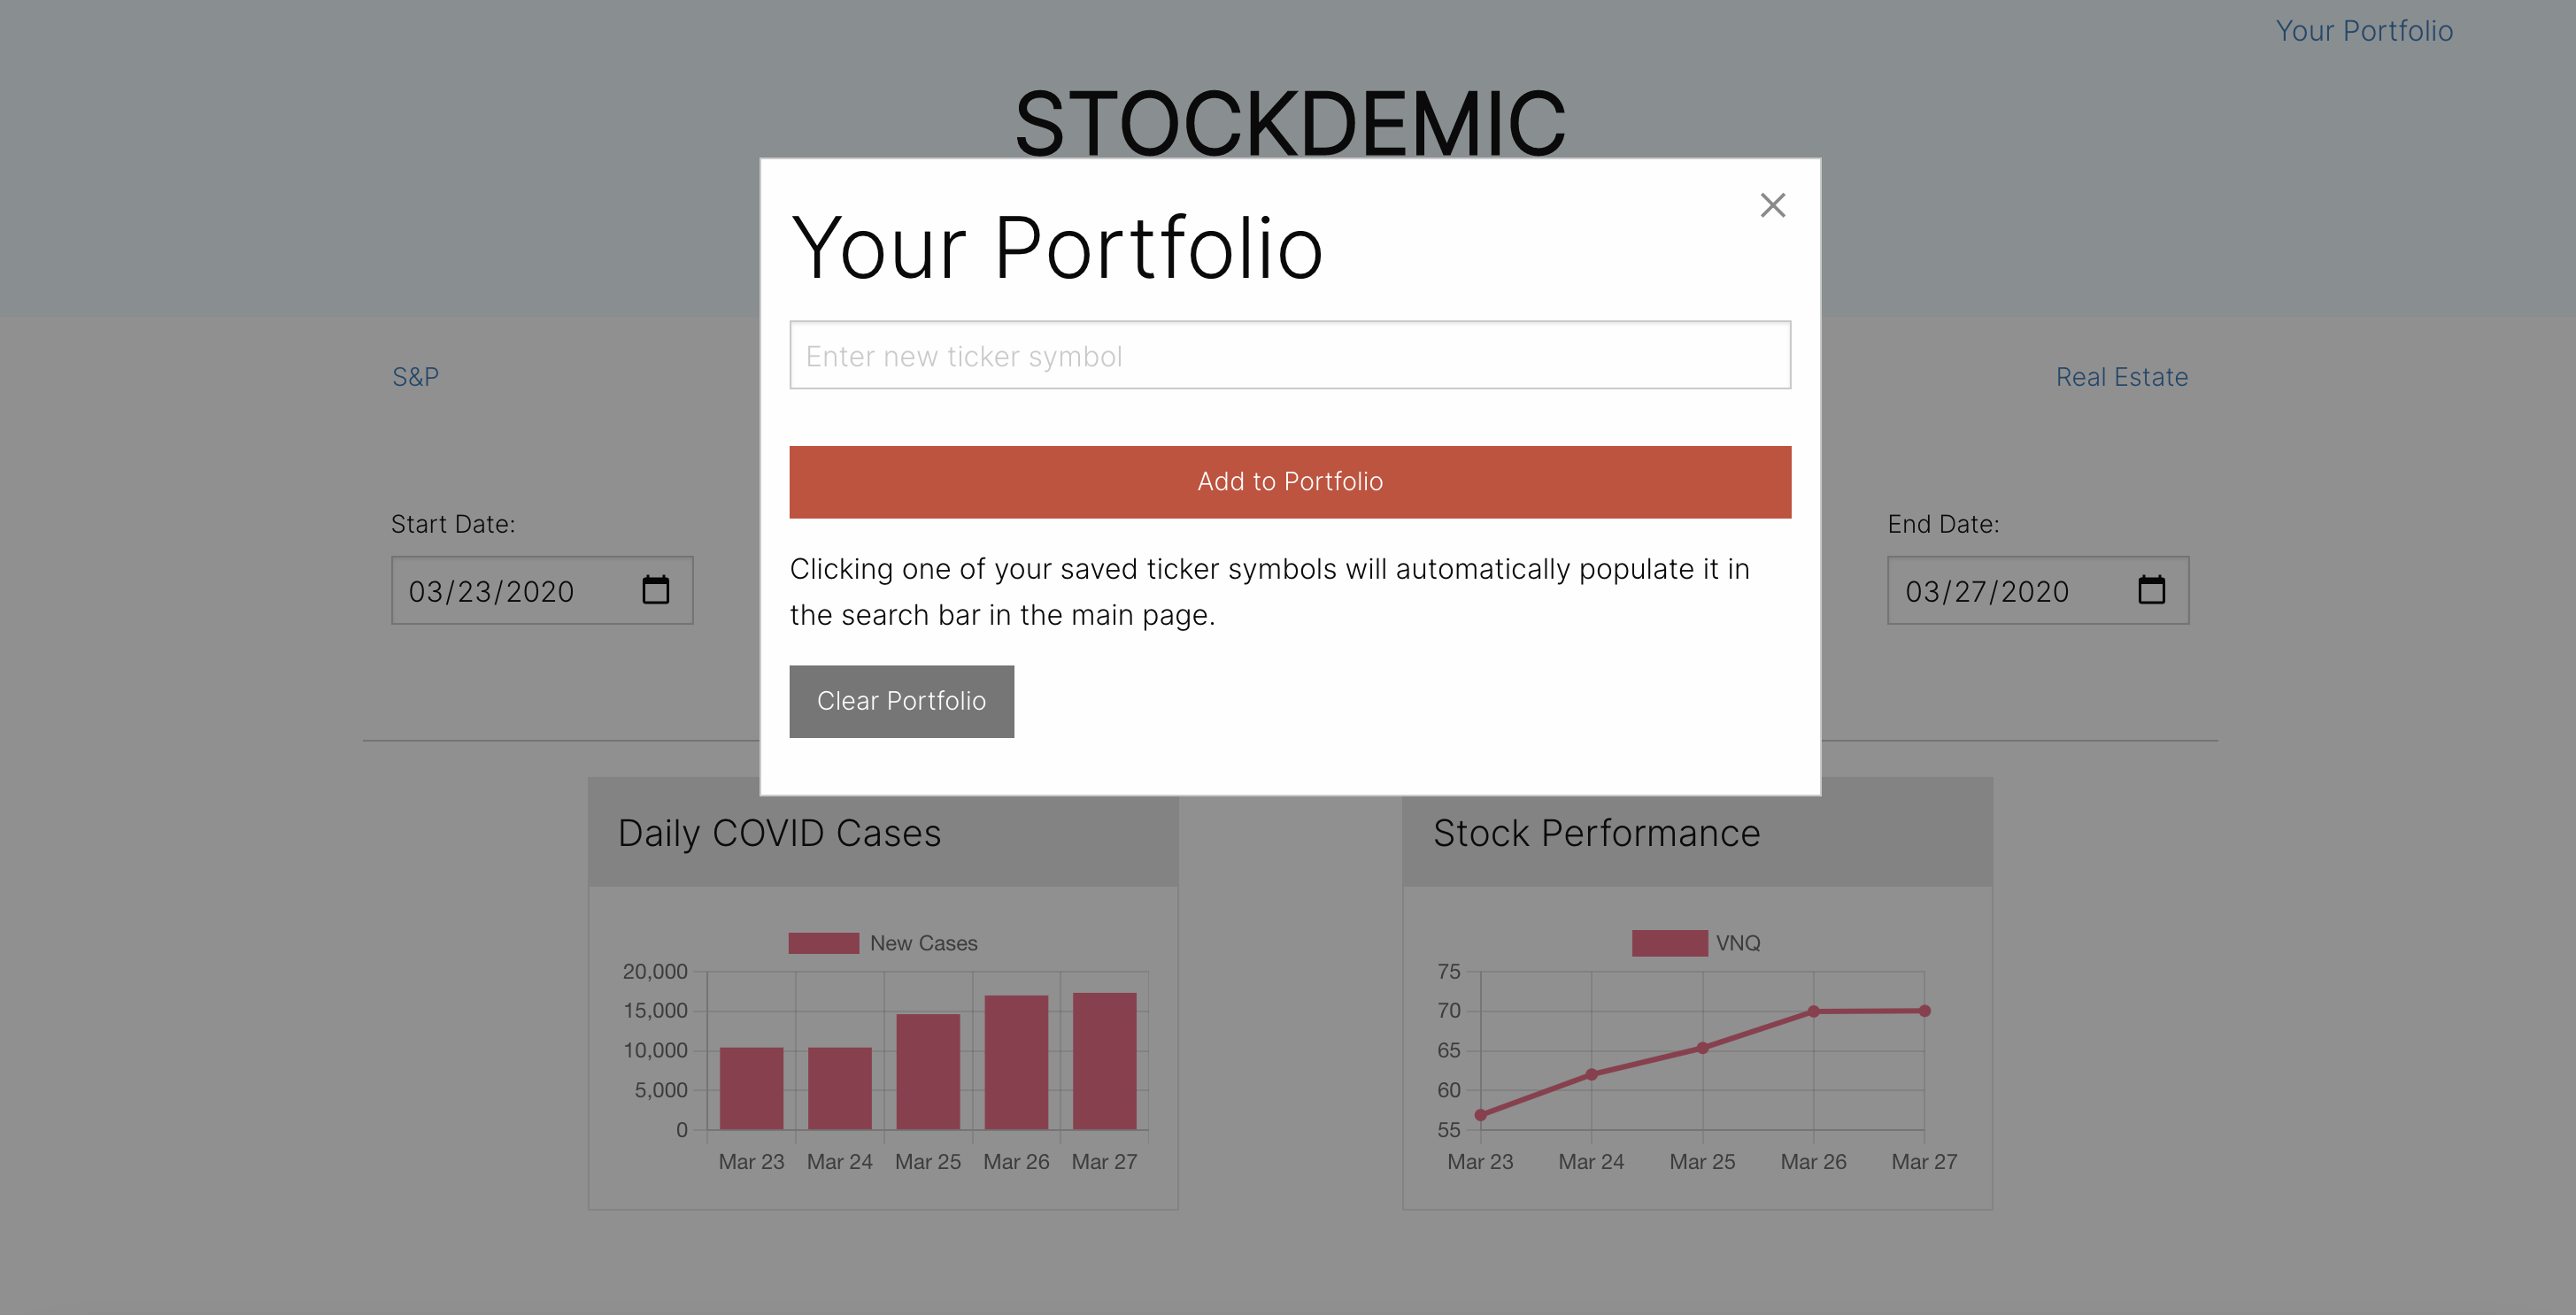 Your Portfolio
STOCKDEMIC
Your Portfolio
Enter new ticker symbol
S&P
Real Estate
Add to Portfolio
Start Date:
End Date:
03/23/2020
03/27/2020
Clicking one of your saved ticker symbols will automatically populate it in
the search bar in the main page.
Clear Portfolio
Daily COVID Cases
New Cases
20,000
15,000
10,000
5,000
0
Mar 23 Mar 24 Mar 25 Mar 26 Mar 27
Stock Performance
VNQ
75
70
65
60
55
Mar 23 Mar 24 Mar 25 Mar 26 Mar 27